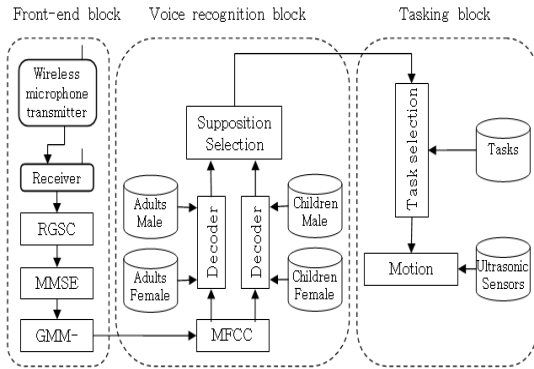 Front-end block
Voice recognition block
Tasking block
Wireless
microphone
transmitter
Receiver
RGSC
MMSE
GMM-
Supposition
Selection
Adults
Male
Adults
Female
Decoder
Decoder
Children
Male
Children
Female
MFCC
Task selection
Tasks
Motion
Ultrasonic
Sensors